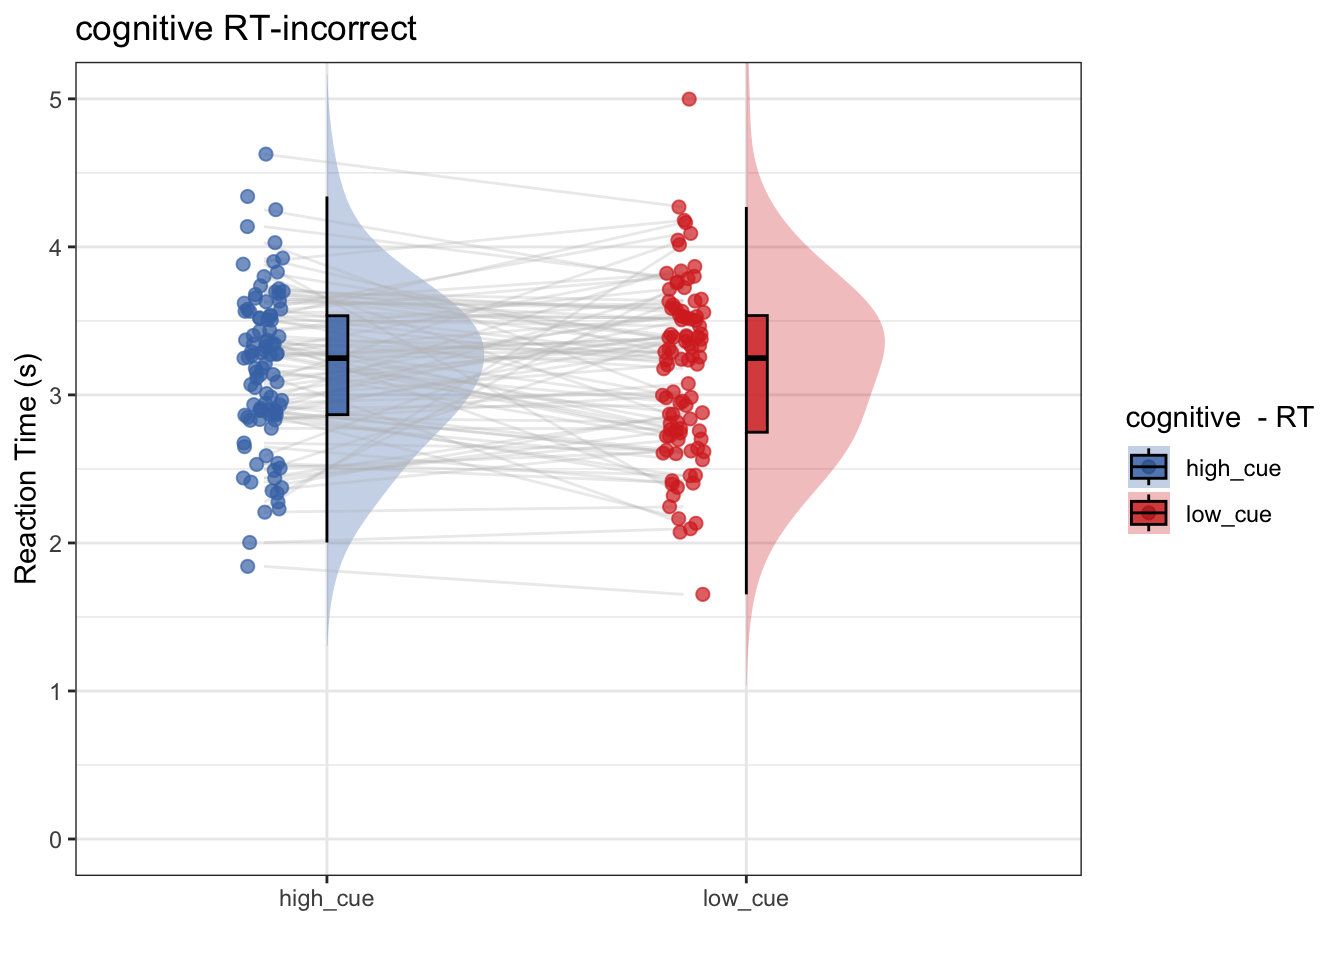 cognitive RT-incorrect
Reaction Time (s)
5
4
3
2
1
0
high_cue
low_cue
cognitive  - RT
high_cue
low_cue